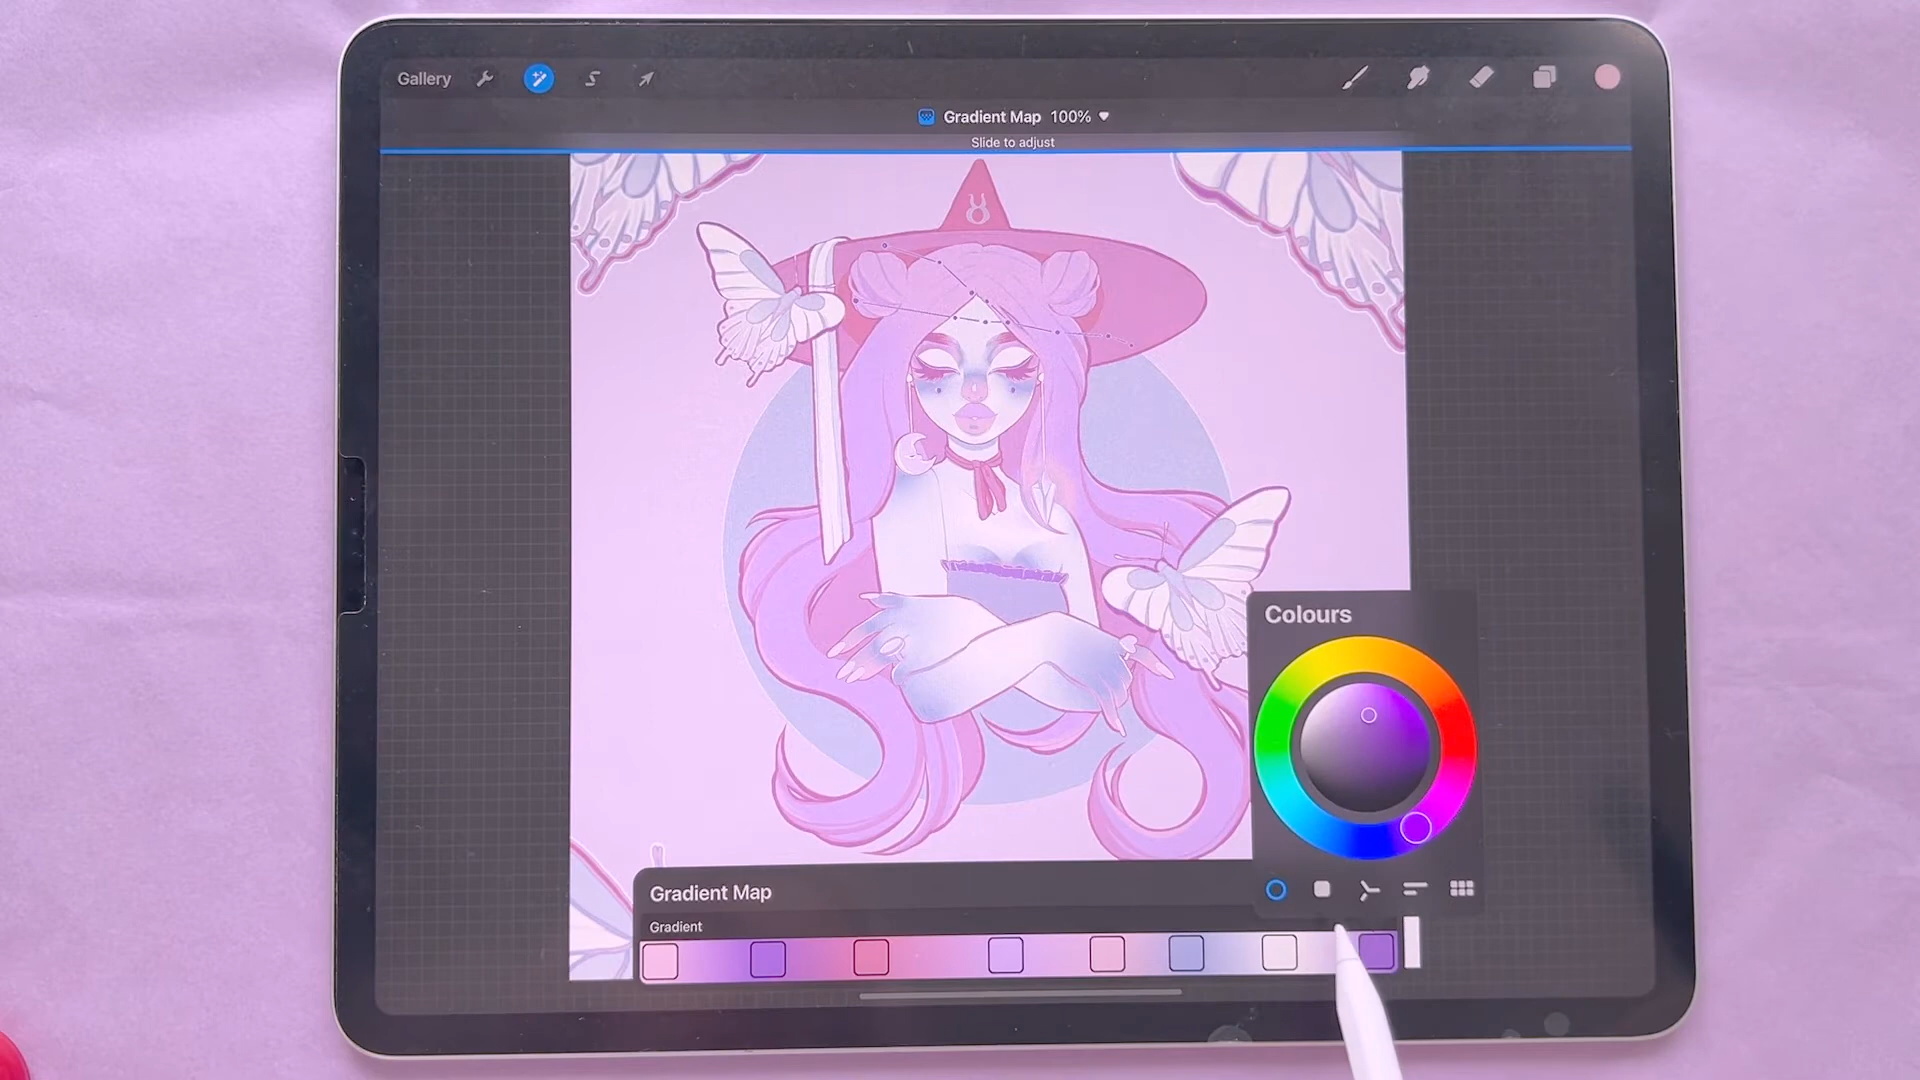 Gallery
Gradient Map 100%
Slide to adjust
Colours
Gradient Map
Gradient